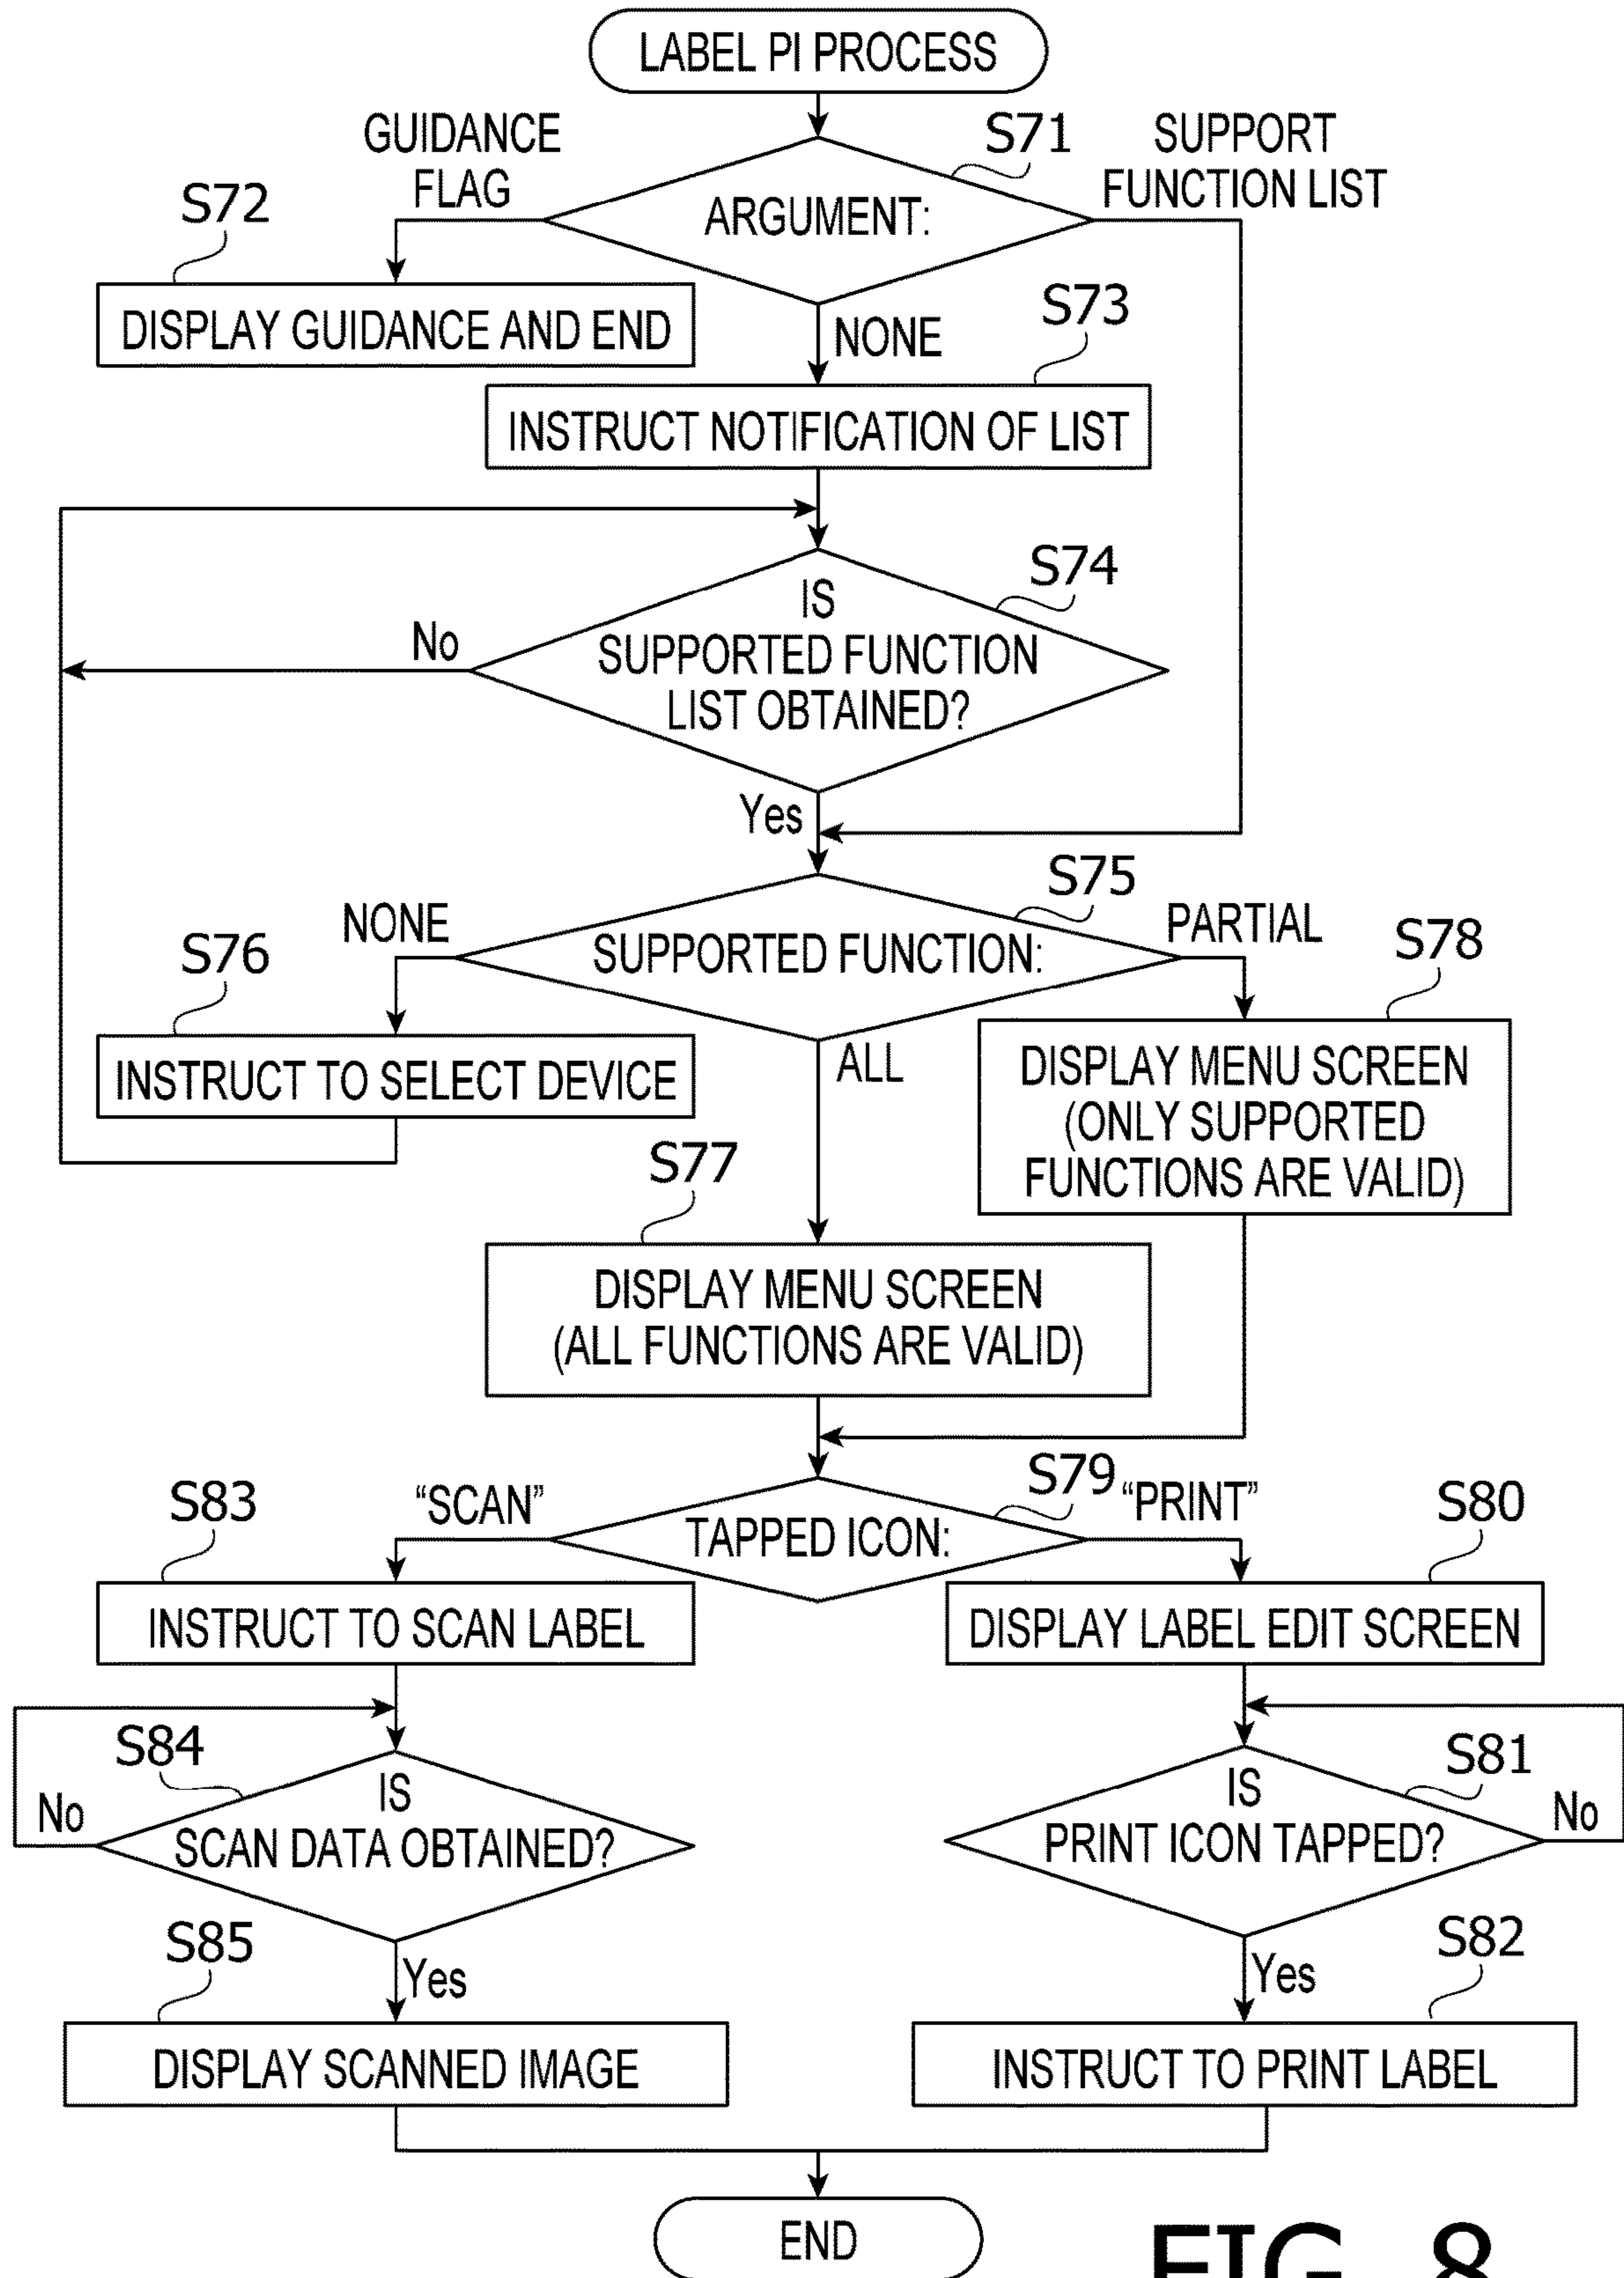 LABEL PI PROCESS
GUIDANCE
FLAG
S71
SUPPORT
FUNCTION LIST
S72
ARGUMENT:
DISPLAY GUIDANCE AND END
NONE
S73
INSTRUCT NOTIFICATION OF LIST
S74
No
IS
SUPPORTED FUNCTION
LIST OBTAINED?
Yes
S75
NONE
PARTIAL
S76
SUPPORTED FUNCTION:
S78
INSTRUCT TO SELECT DEVICE
ALL
DISPLAY MENU SCREEN
(ONLY SUPPORTED
FUNCTIONS ARE VALID)
S77
DISPLAY MENU SCREEN
(ALL FUNCTIONS ARE VALID)
S83
“SCAN”
S79
“PRINT”
S80
TAPPED ICON:
INSTRUCT TO SCAN LABEL
DISPLAY LABEL EDIT SCREEN
S84
No
IS
SCAN DATA OBTAINED?
S81
IS
PRINT ICON TAPPED?
No
S85
Yes
S82
Yes
DISPLAY SCANNED IMAGE
INSTRUCT TO PRINT LABEL
END
FIG. 8